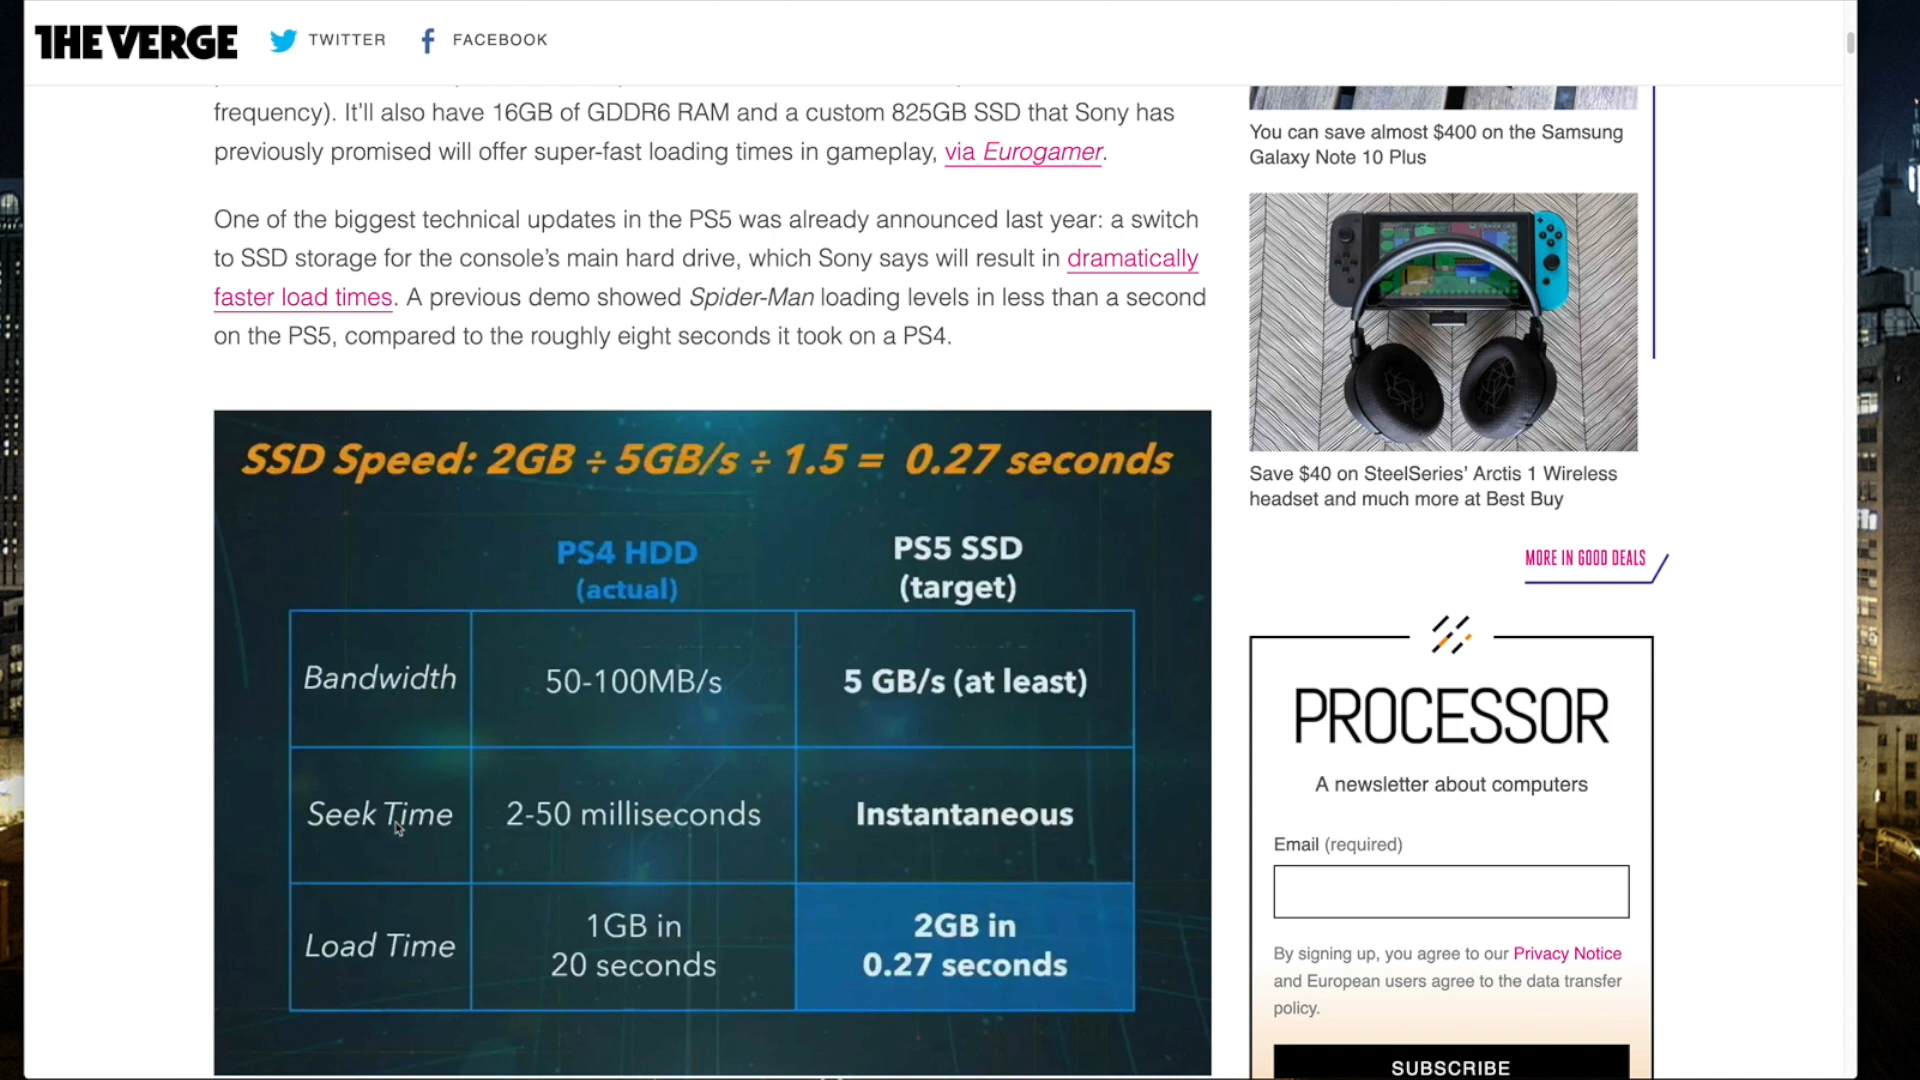 THE VERGE
TWITTER
FACEBOOK
frequency). It'll also have 16GB of GDDR6 RAM and a custom 825GB SSD that Sony has
previously promised will offer super-fast loading times in gameplay, via Eurogamer.
One of the biggest technical updates in the PS5 was already announced last year: a switch
to SSD storage for the console's main hard drive, which Sony says will result in dramatically
faster load times. A previous demo showed Spider-Man loading levels in less than a second
on the PS5, compared to the roughly eight seconds it took on a PS4.
SSD Speed: 2GB ÷ 5GB/s ÷ 1.5 = 0.27 seconds
PS4 HDD
(actual)
PS5 SSD
(target)
Bandwidth
50-100MB/s
5 GB/s (at least)
Seek Time
2-50 milliseconds
Instantaneous
Load Time
1GB in
20 seconds
2GB in
0.27 seconds
You can save almost $400 on the Samsung
Galaxy Note 10 Plus
Save $40 on SteelSeries' Arctis 1 Wireless
headset and much more at Best Buy
MORE IN GOOD DEALS
PROCESSOR
A newsletter about computers
Email (required)
By signing up, you agree to our Privacy Notice
and European users agree to the data transfer
policy.
SUBSCRIBE